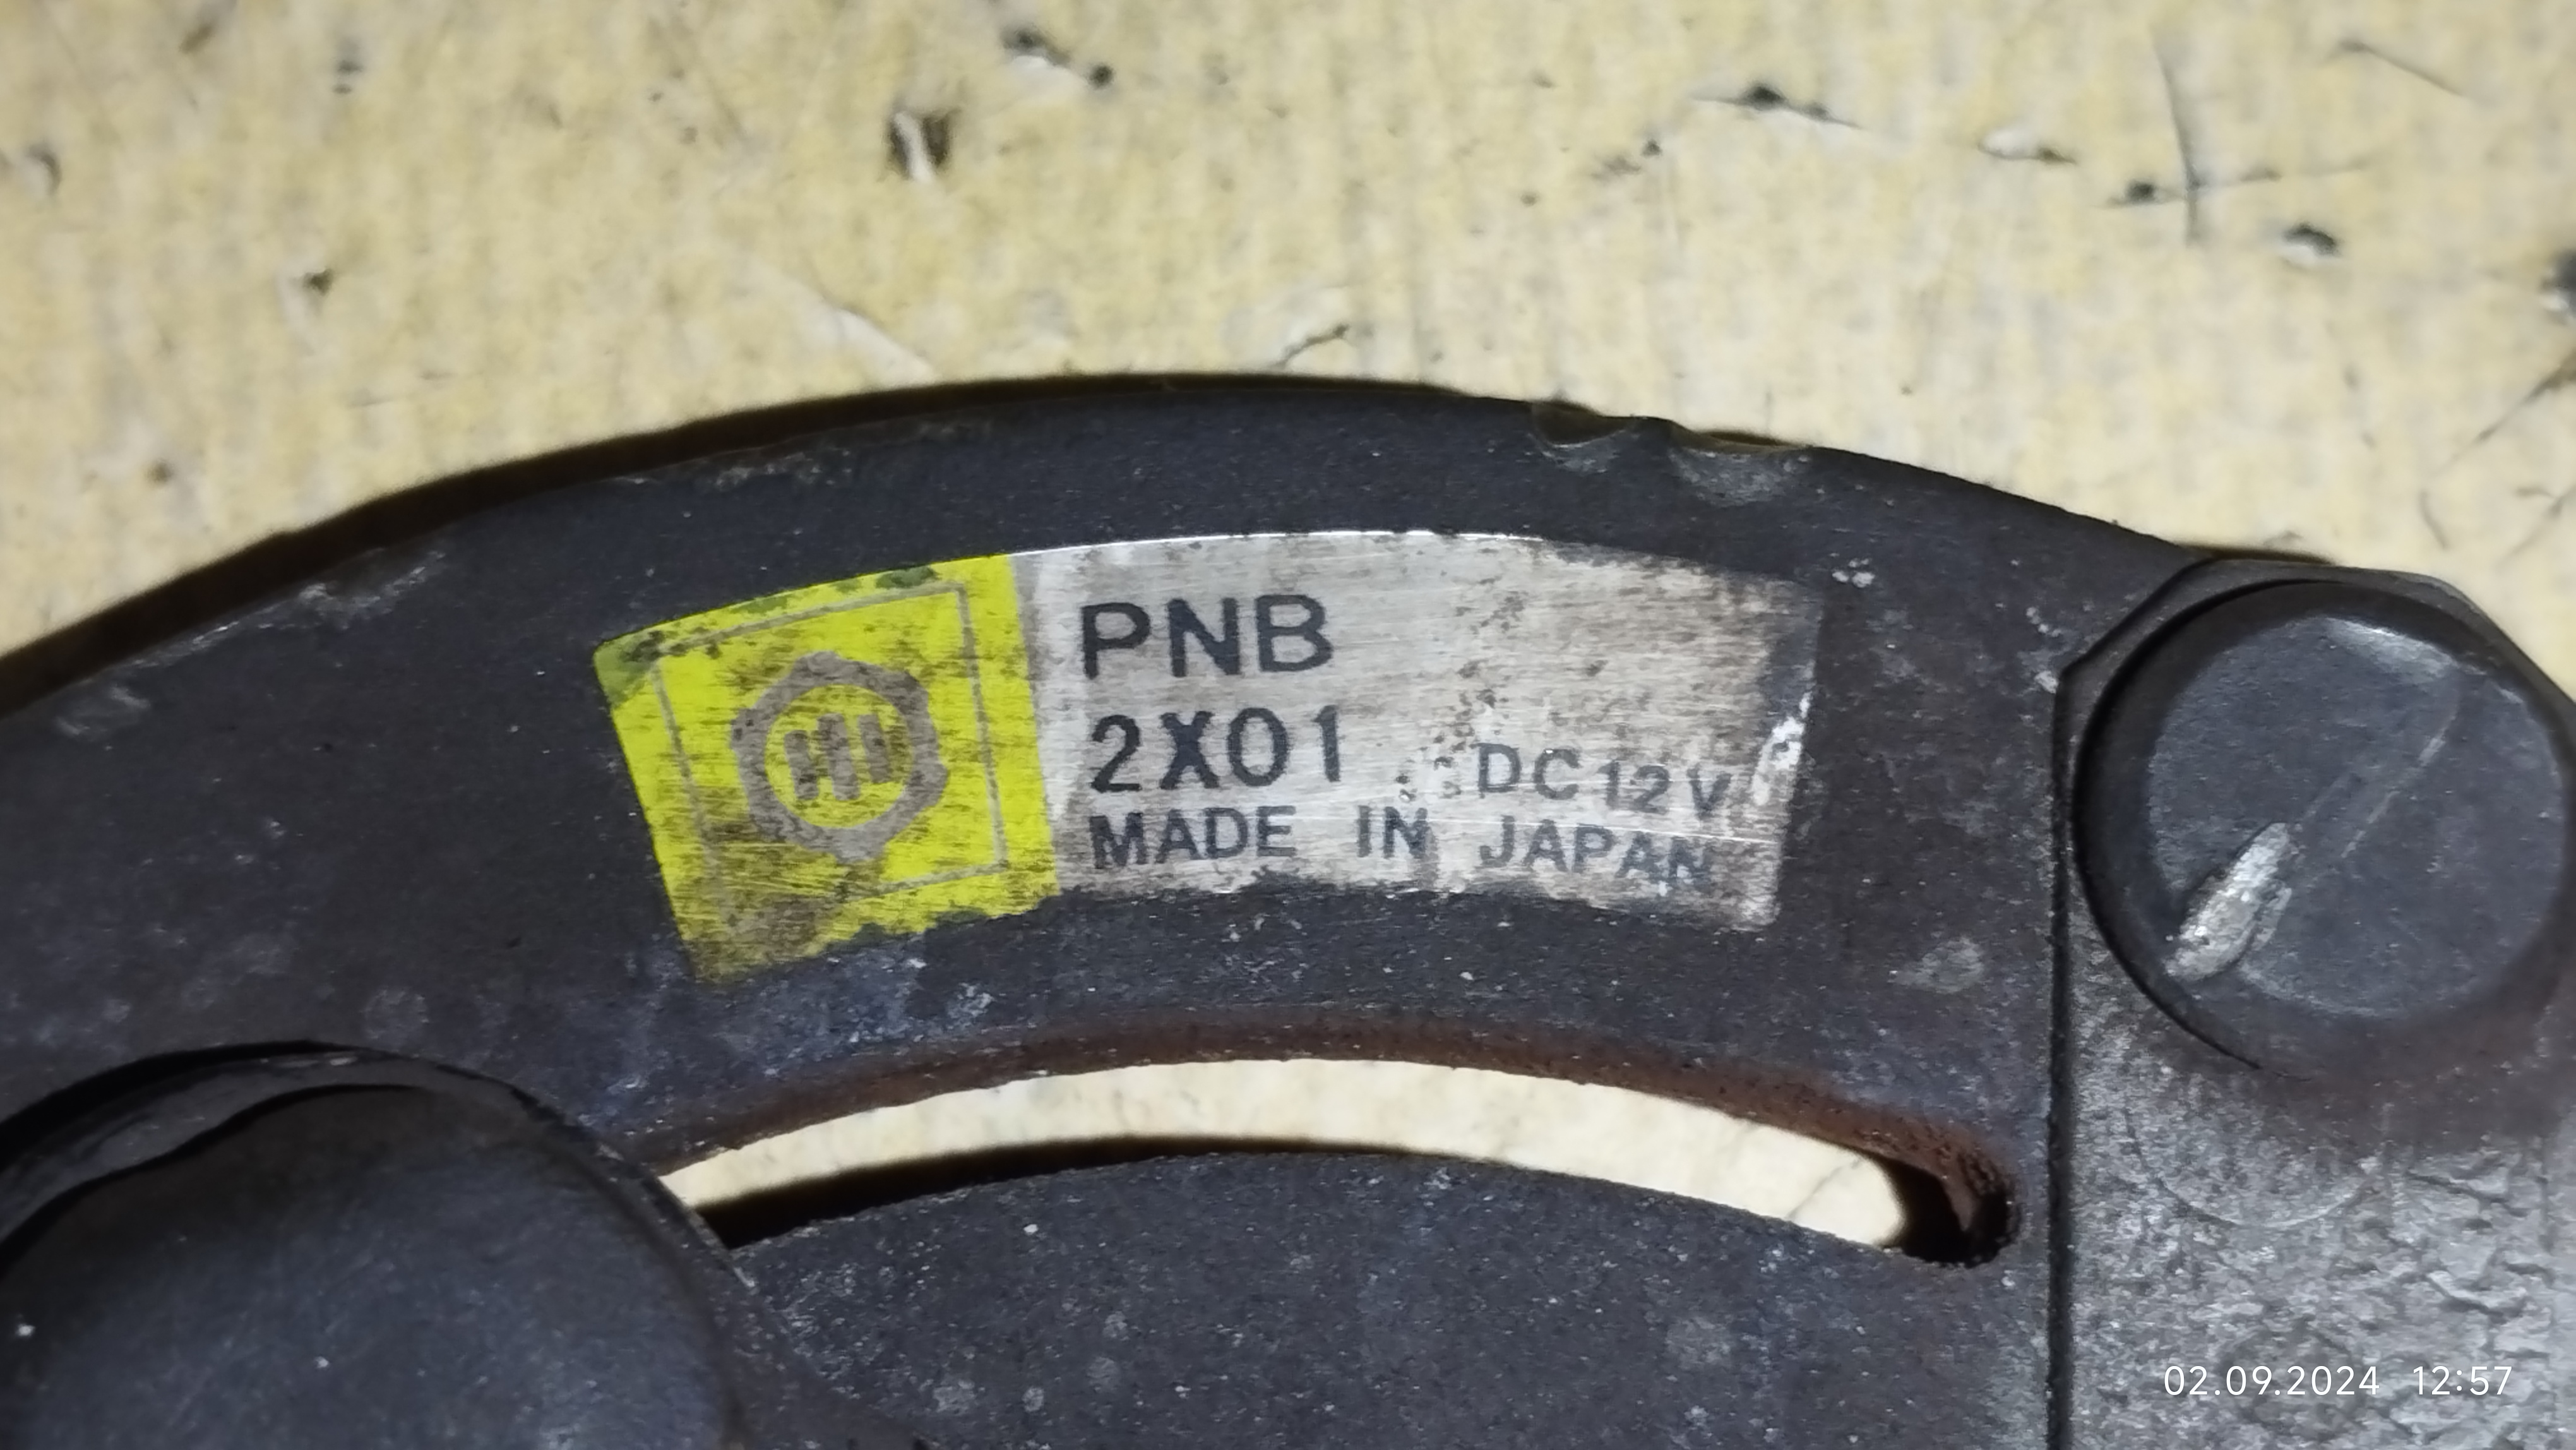 PNB
2X01 DC12V
MADE IN JAPAN
02.09.2024 12:57